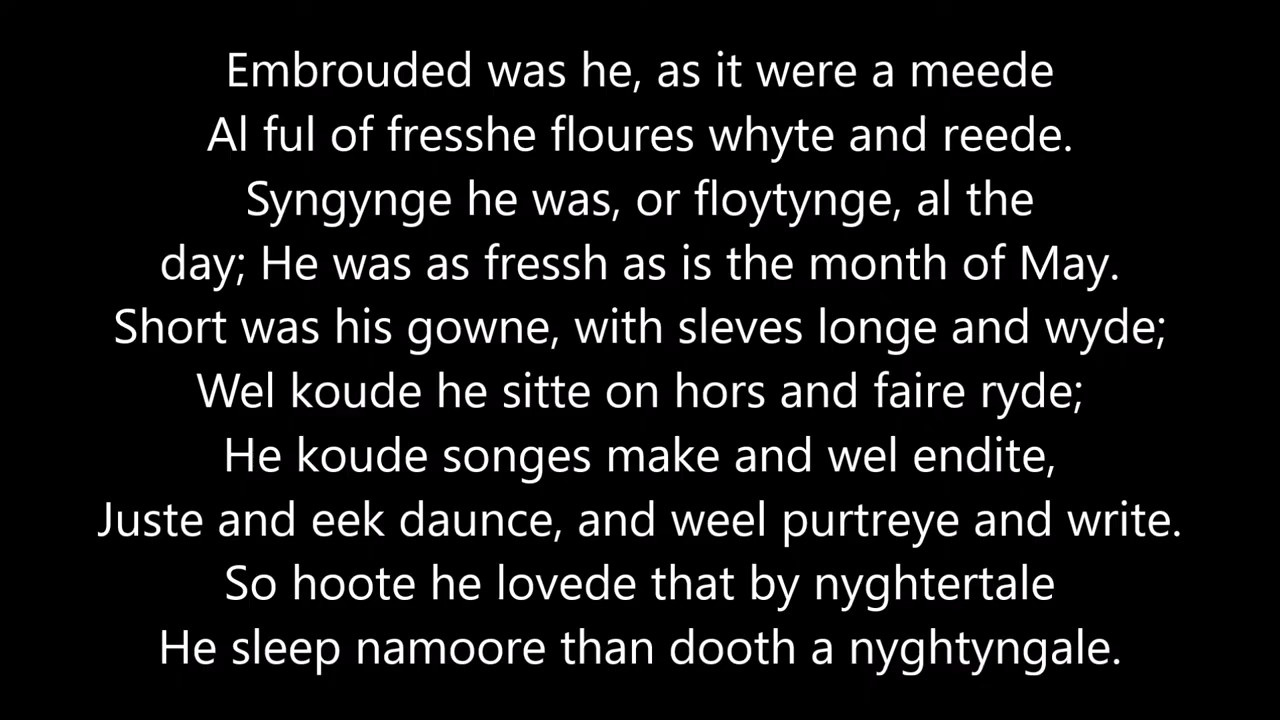 Embrouded was he, as it were a meede
Al ful of fresshe floures whyte and reede.
Syngynge he was, or floytynge, al the
day; He was as fressh as is the month of May.
Short was his gowne, with sleves longe and wyde;
Wel koude he sitte on hors and faire ryde;
He koude songes make and wel endite,
Juste and eek daunce, and weel purtreye and write.
So hoote he lovede that by nyghtertale
He sleep namoore than dooth a nyghtyngale.